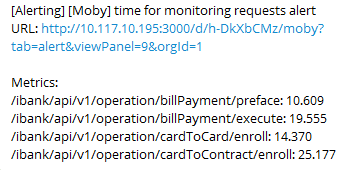 [Alerting] [Moby] time for monitoring requests alert
URL: http://10.117.10.195:3000/d/h-DkXbCMz/moby?
tab=alert&viewPanel=9&orgId=1
Metrics:
/ibank/api/v1/operation/billPayment/preface: 10.609
/ibank/api/v1/operation/billPayment/execute: 19.555
/ibank/api/v1/operation/cardToCard/enroll: 14.370
/ibank/api/v1/operation/cardToContract/enroll: 25.177